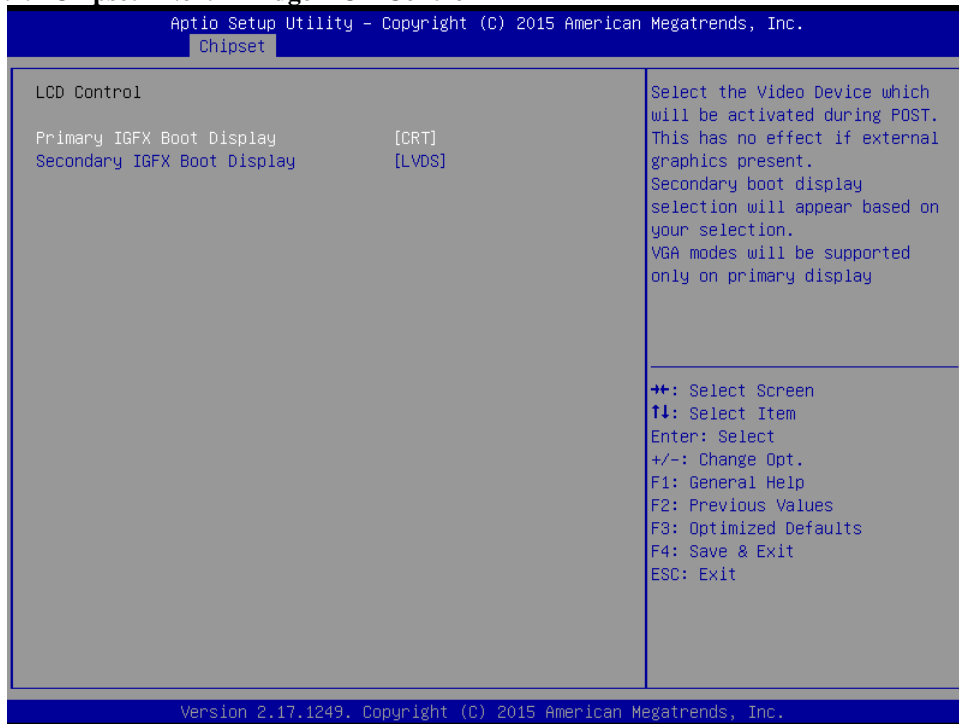 Aptio Setup Utility – Copyright (C) 2015 American Megatrends, Inc.
Chipset
LCD Control
Primary IGFX Boot Display [CRT]
Secondary IGFX Boot Display [LVDS]
Select the Video Device which
will be activated during POST.
This has no effect if external
graphics present.
Secondary boot display
selection will appear based on
your selection.
VGA modes will be supported
only on primary display
→←: Select Screen
↑↓: Select Item
Enter: Select
+/-: Change Opt.
F1: General Help
F2: Previous Values
F3: Optimized Defaults
F4: Save & Exit
ESC: Exit
Version 2.17.1249. Copyright (C) 2015 American Megatrends, Inc.